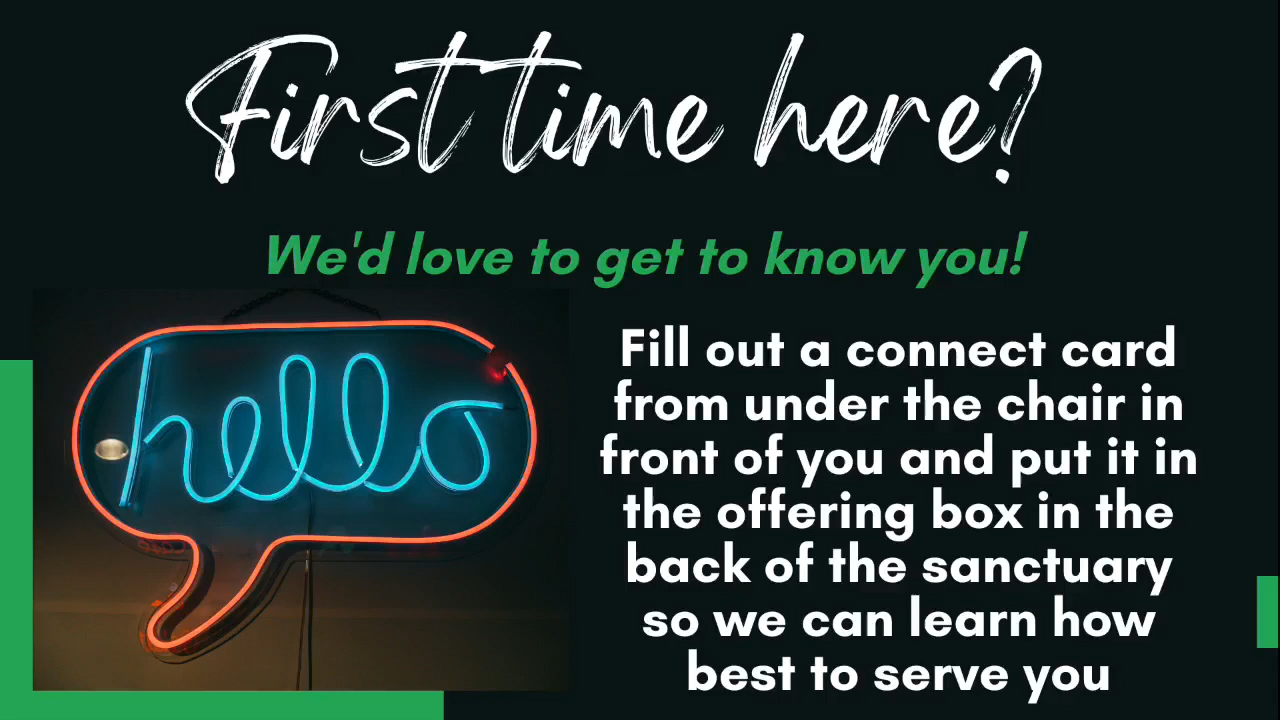 First time here?
We'd love to get to know you!
hello
Fill out a connect card
from under the chair in
front of you and put it in
the offering box in the
back of the sanctuary
so we can learn how
best to serve you